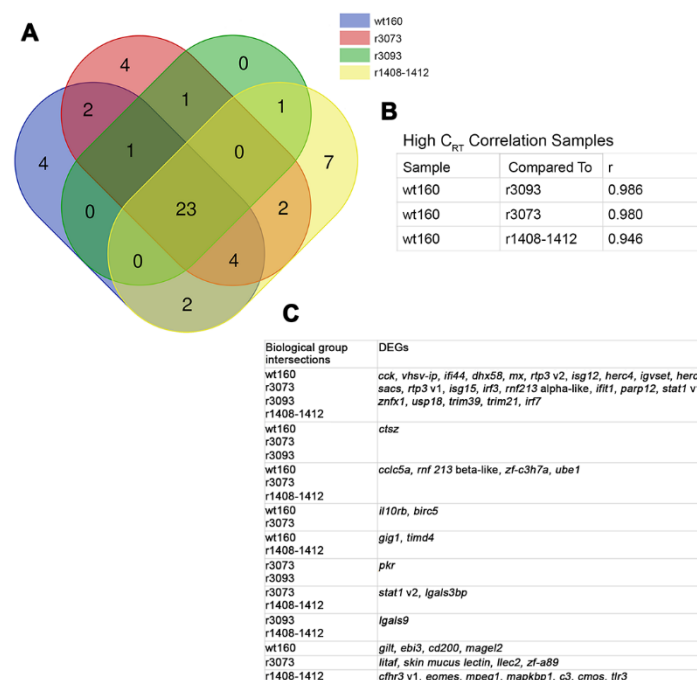 A
wt160
r3073
r3093
r1408-1412
4
0
2
1
1
4
1
0
7
0
23
2
0
4
2
B
High CRT Correlation Samples
Sample Compared To r
wt160 r3093 0.986
wt160 r3073 0.980
wt160 r1408-1412 0.946
C
Biological group DEGs
intersections
wt160 cck, vhsv-ip, ifi44, dhx58, mx, rtp3 v2, isg12, herc4, igvset,
r3073 sacs, rtp3 v1, isg15, irf3, rnf213 alpha-like, ifit1, parp12, stat1
r3093 znfx1, usp18, trim39, trim21, irf7
r1408-1412
wt160 ctsz
r3073
r3093
wt160 cclc5a, rnf 213 beta-like, zf-c3h7a, ube1
r3073
r1408-1412
wt160 il10rb, birc5
r3073
wt160 gig1, timd4
r1408-1412
r3073 pkr
r3093
r3073 stat1 v2, lgals3bp
r1408-1412
r3093 lgals9
r1408-1412
wt160 gilt, ebi3, cd200, magel2
r3073 litaf, skin mucus lectin, llec2, zf-a89
r1408-1412 cfhr3 v1, eomes, mpeg1, mapkbp1, c3, cmos, tlr3